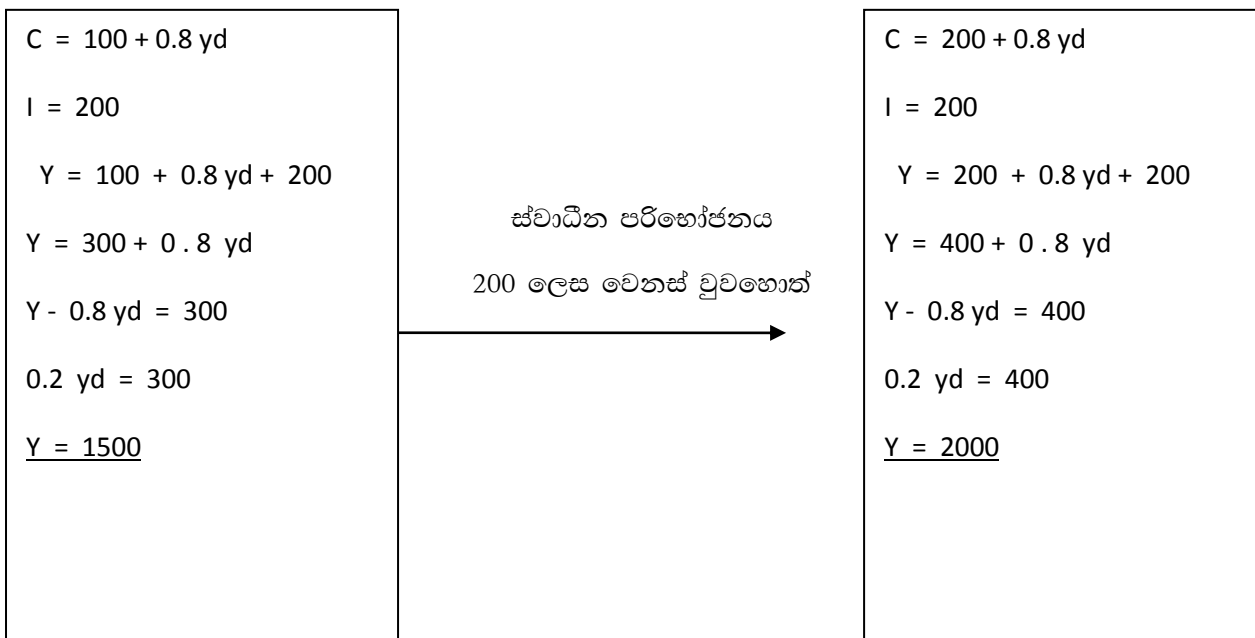 C = 100 + 0.8 yd
I = 200
Y = 100 + 0.8 yd + 200
Y = 300 + 0 . 8 yd
Y - 0.8 yd = 300
0.2 yd = 300
Y = 1500
ස්වාධීන පරිභෝජනය
200 ලෙස වෙනස් වුවහොත්
C = 200 + 0.8 yd
I = 200
Y = 200 + 0.8 yd + 200
Y = 400 + 0 . 8 yd
Y - 0.8 yd = 400
0.2 yd = 400
Y = 2000